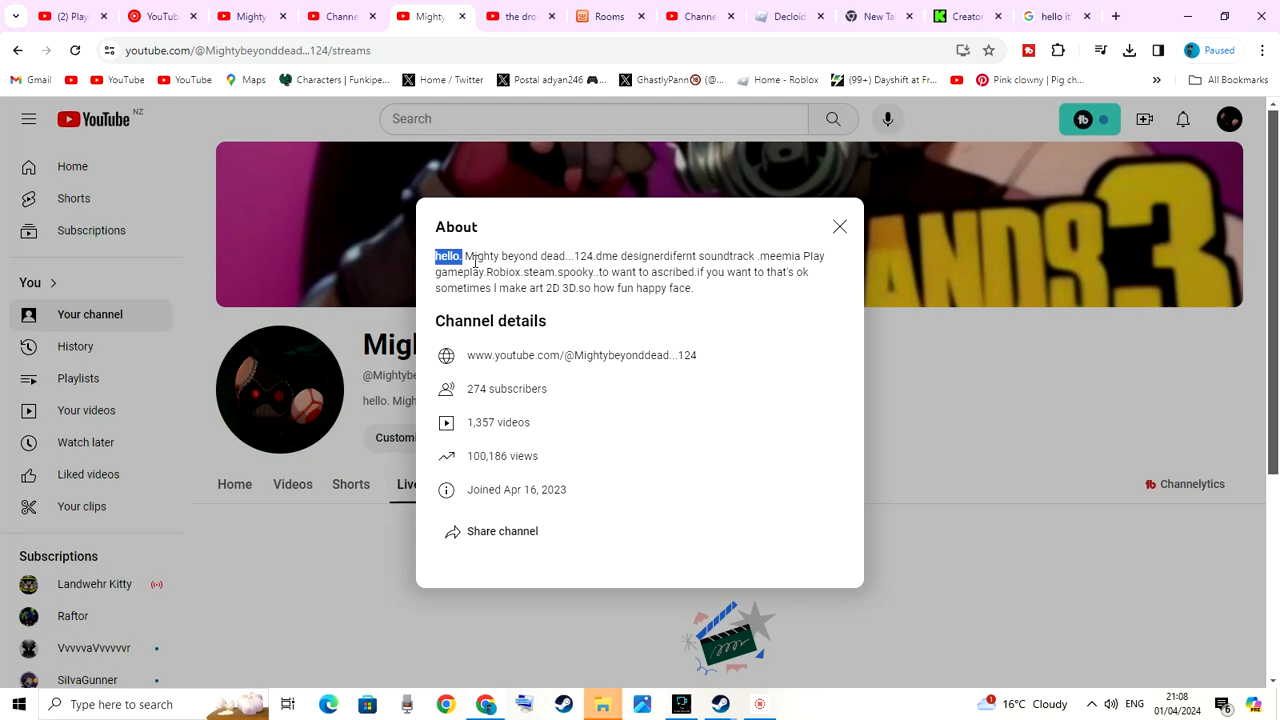 (2) Play
YouTub
Mighty
Channe
Mighty
the dro
Rooms
Channe
Decloid
New Ta
Creator
hello it'
youtube.com/@Mightybeyonddead...124/streams
Paused
Gmail
YouTube
YouTube
Maps
Characters | Funkipe...
Home / Twitter
Postal adyan246
GhastlyPann
(@...
Home - Roblox
(99+) Dayshift at Fr...
Pink clowny | Pig ch...
All Bookmarks
YouTube NZ
Search
Home
Shorts
Subscriptions
You
Your channel
History
Playlists
Your videos
Watch later
Liked videos
Your clips
Subscriptions
Landwehr Kitty
Raftor
VvvvvaVvvvvvr
SilvaGunner
ANDS3
Migl
@Mightybe
hello. Migh
Customi
Home
Videos
Shorts
Liv
Channelytics
About
hello. Mighty beyond dead...124.dme designerdifernt soundtrack .meemia PIay
gameplay.Robiox.steam.spooky..to want to ascribed.if you want to that's ok
sometimes I make art 2D 3D.so how fun happy face.
Channel details
www.youtube.com/@Mightybeyonddead...124
274 subscribers
1,357 videos
100,186 views
Joined Apr 16, 2023
Share channel
Type here to search
1
16°C Cloudy
ENG
21:08
01/04/2024
6